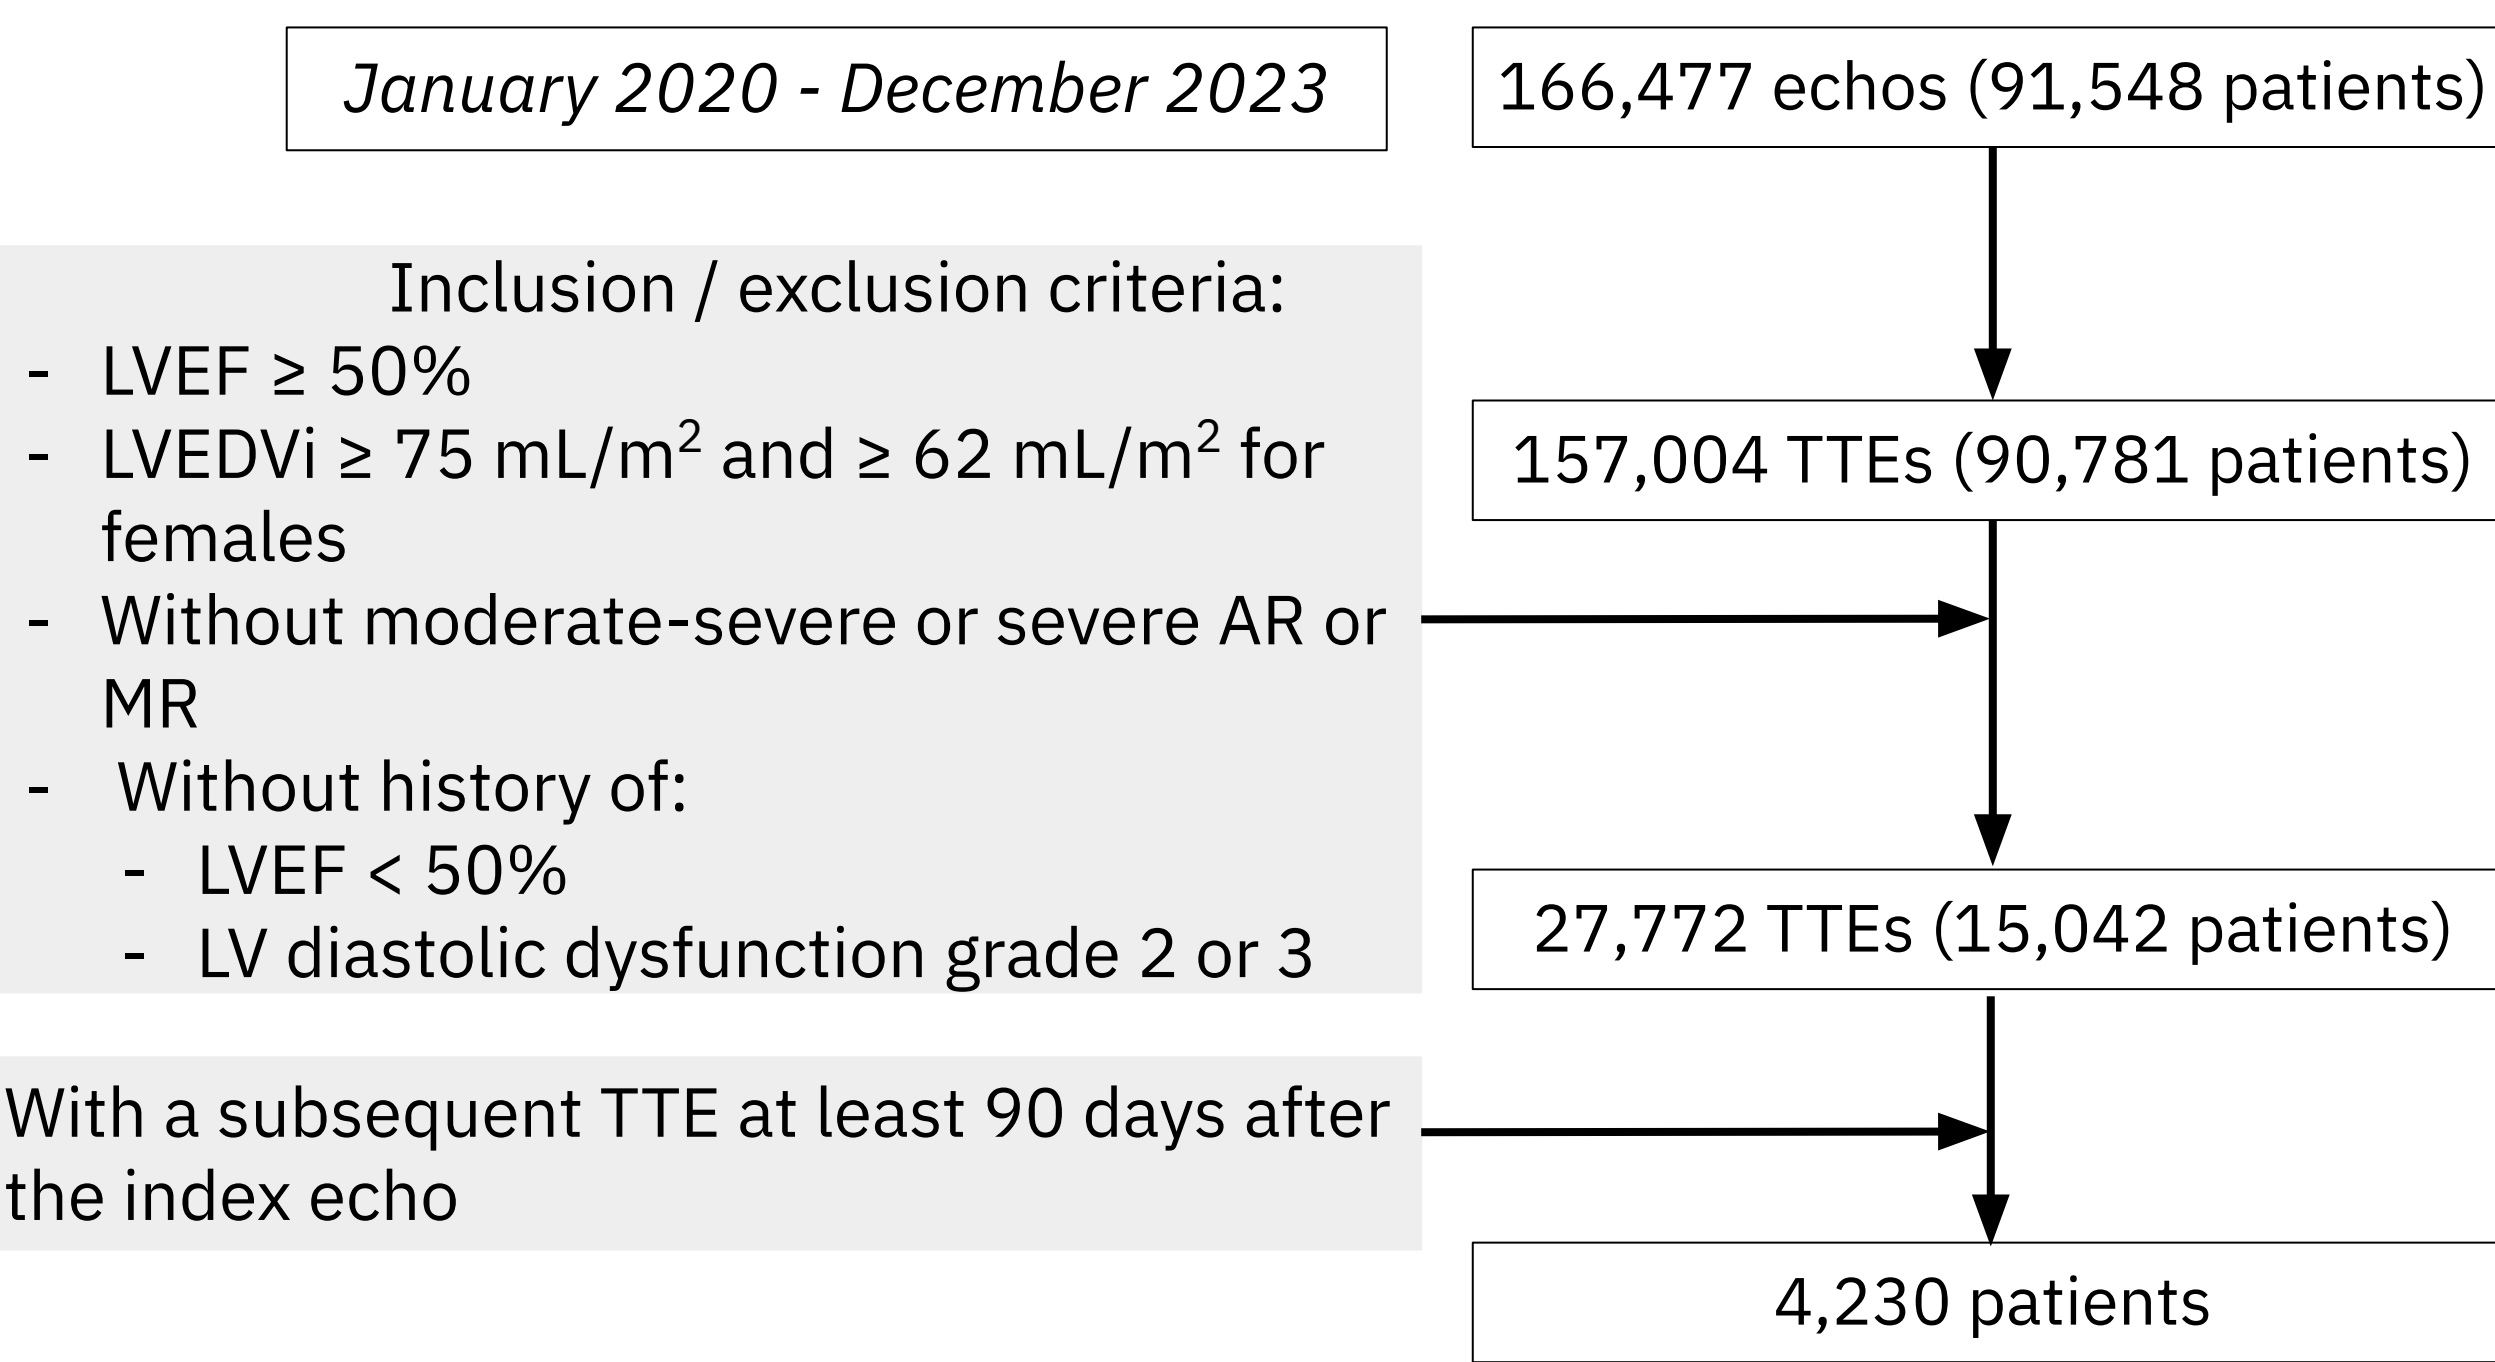 January 2020 - December 2023
166,477 echos (91,548 patients)
Inclusion / exclusion criteria:
- LVEF ≥ 50%
- LVEDVi ≥ 75 mL/m² and ≥ 62 mL/m² for
females
- Without moderate-severe or severe AR or
MR
- Without history of:
- LVEF < 50%
- LV diastolic dysfunction grade 2 or 3
157,004 TTEs (90,781 patients)
27,772 TTEs (15,042 patients)
With a subsequent TTE at least 90 days after
the index echo
4,230 patients